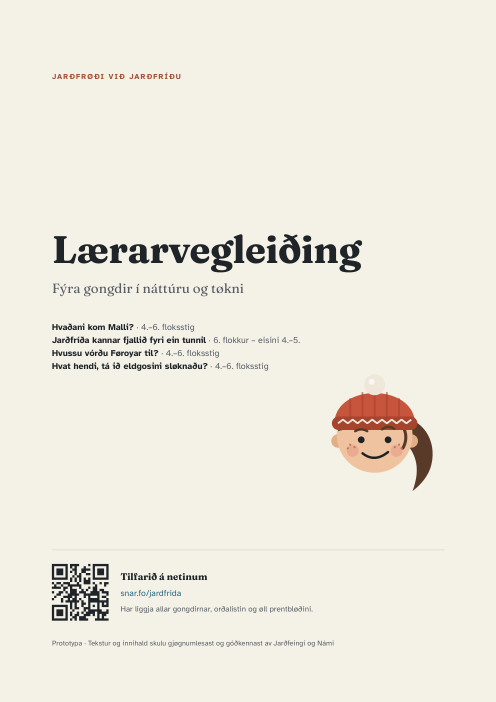 JARÐFRØÐI VIÐ JARÐFRÍÐU
Lærarvegleiðing
Fýra gongdir í náttúru og tøkni
Hvaðani kom Malli? · 4.–6. floksstig
Jarðfríða kannar fjallið fyri ein tunnil · 6. flokkur – eisini 4.–5.
Hvussu vórðu Føroyar til? · 4.–6. floksstig
Hvat hendi, tá ið eldgosini sløknaðu? · 4.–6. floksstig
Tilfarið á netinum
snar.fo/jardfrida
Har liggja allar gongdirnar, orðalistin og øll prentbløðini.
Prototypa · Tekstur og innihald skulu gjøgnumlesast og góðkennast av Jarðfeingi og Námi